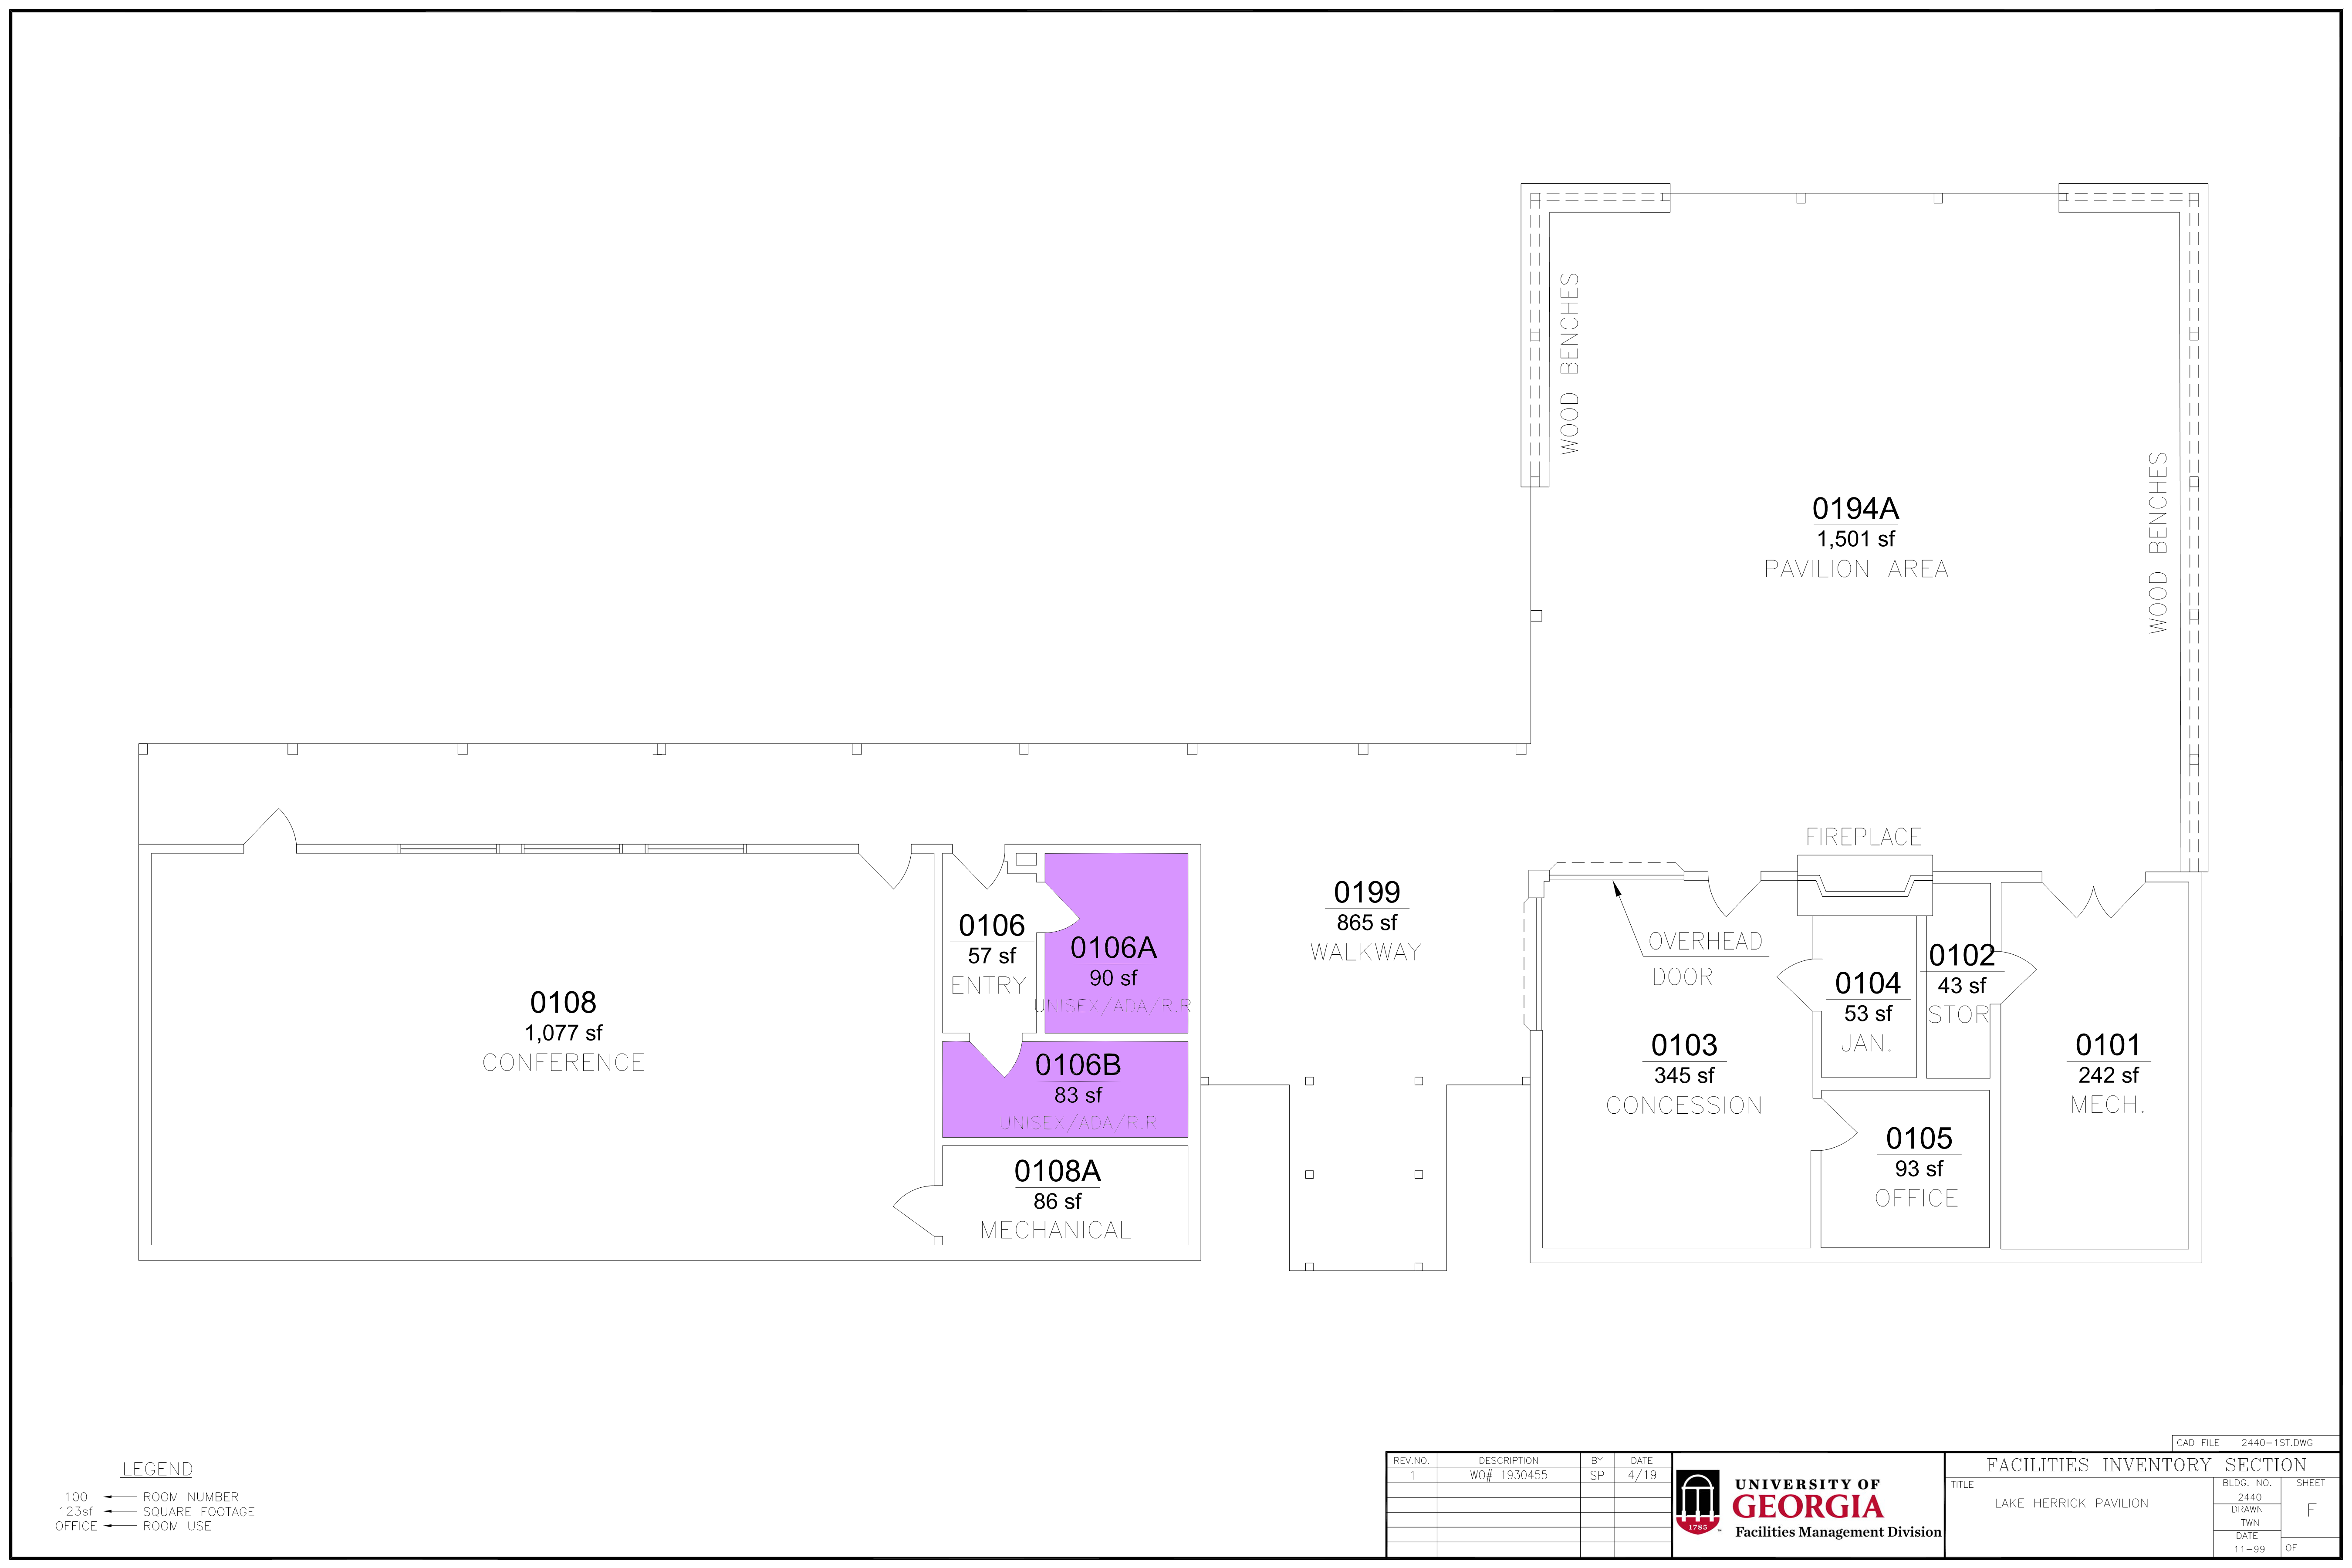 WOOD BENCHES
WOOD BENCHES
0194A
1,501 sf
PAVILION AREA
FIREPLACE
0199
865 sf
WALKWAY
OVERHEAD
DOOR
0106
57 sf
ENTRY
0106A
90 sf
UNISEX/ADA/R.R
0108
1,077 sf
CONFERENCE
0106B
83 sf
UNISEX/ADA/R.R
0108A
86 sf
MECHANICAL
0103
345 sf
CONCESSION
0104
53 sf
JAN.
0102
43 sf
STOR
0101
242 sf
MECH.
0105
93 sf
OFFICE
LEGEND
100 ROOM NUMBER
123sf SQUARE FOOTAGE
OFFICE ROOM USE
REV.NO. DESCRIPTION BY DATE
1 WO# 1930455 SP 4/19
1785
UNIVERSITY OF
GEORGIA
Facilities Management Division
CAD FILE 2440-1ST.DWG
FACILITIES INVENTORY SECTION
TITLE
LAKE HERRICK PAVILION
BLDG. NO.
2440
DRAWN
TWN
DATE
11-99
SHEET
F
OF